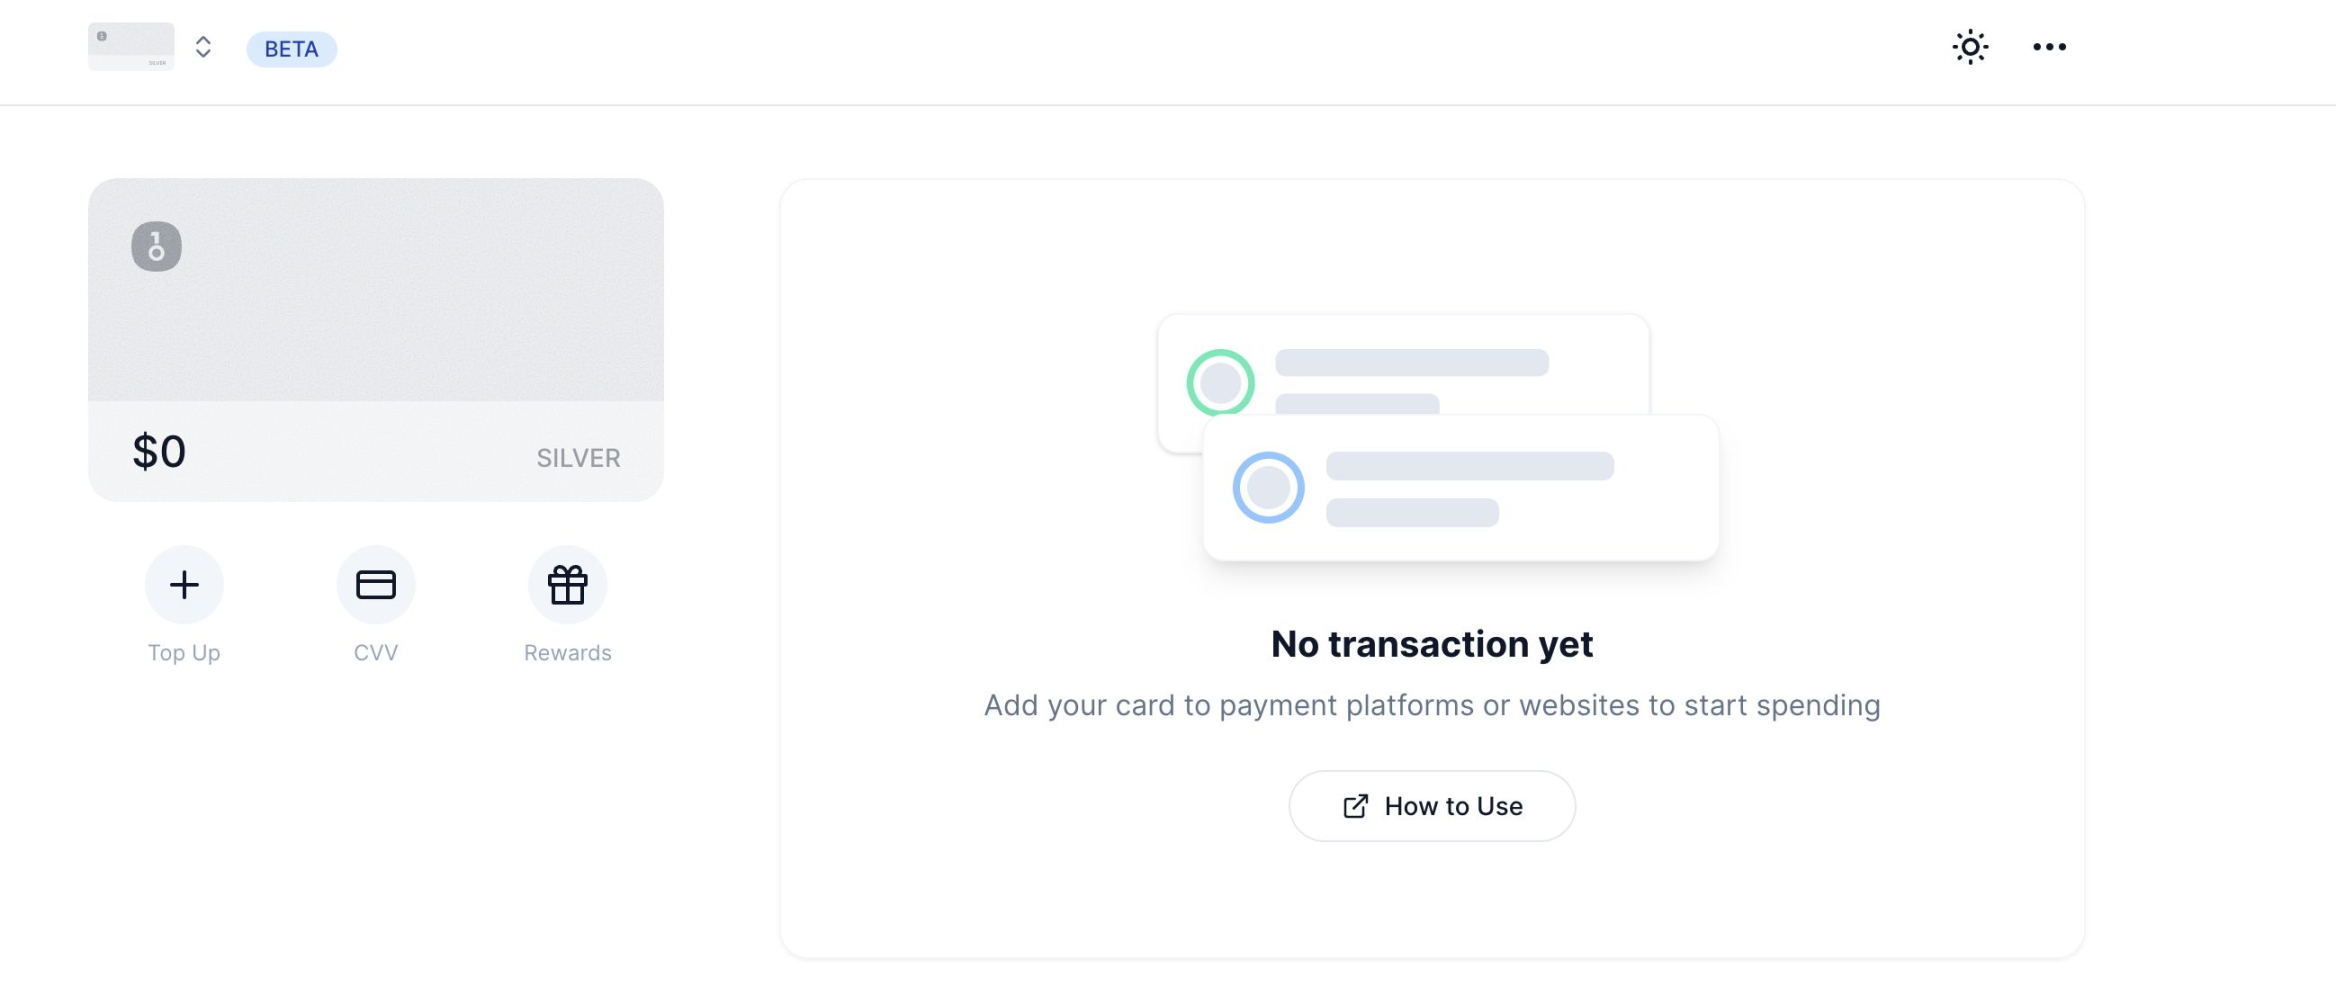 SILVER
BETA
$0
SILVER
Top Up
CVV
Rewards
No transaction yet
Add your card to payment platforms or websites to start spending
How to Use